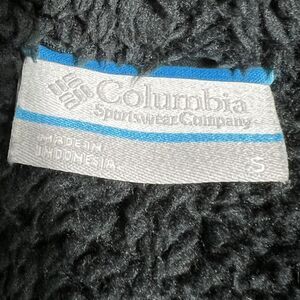 Columbia
Sportswear Company
MADE IN
INDONESIA
S